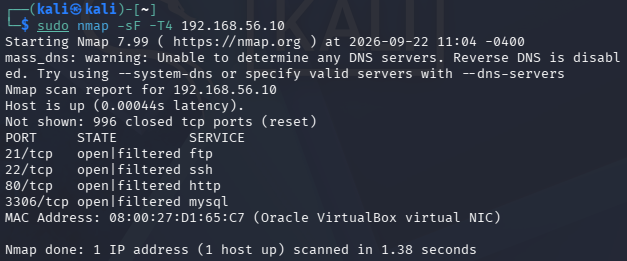 ┌──(kali㉿kali)-[~]
└─$ sudo nmap -sF -T4 192.168.56.10
Starting Nmap 7.99 ( https://nmap.org ) at 2026-09-22 11:04 -0400
mass_dns: warning: Unable to determine any DNS servers. Reverse DNS is disabl
ed. Try using --system-dns or specify valid servers with --dns-servers
Nmap scan report for 192.168.56.10
Host is up (0.00044s latency).
Not shown: 996 closed tcp ports (reset)
PORT     STATE         SERVICE
21/tcp   open|filtered ftp
22/tcp   open|filtered ssh
80/tcp   open|filtered http
3306/tcp open|filtered mysql
MAC Address: 08:00:27:D1:65:C7 (Oracle VirtualBox virtual NIC)
Nmap done: 1 IP address (1 host up) scanned in 1.38 seconds